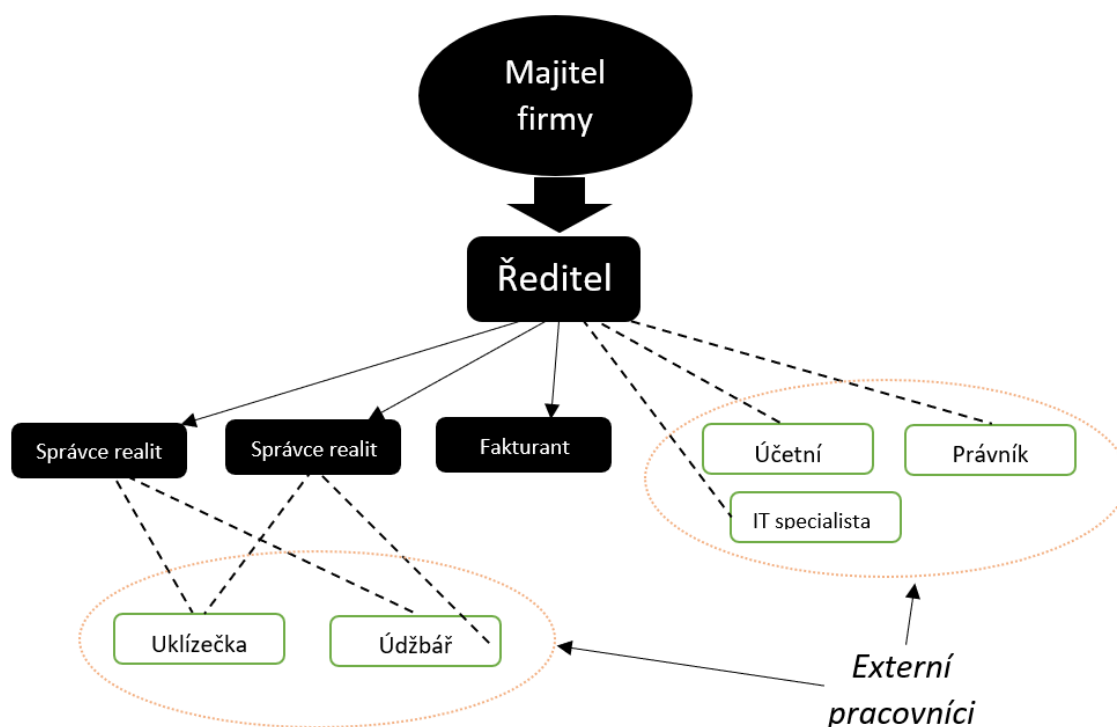 Majitel
firmy
Ředitel
Správce realit
Správce realit
Fakturant
Účetní
Právník
IT specialista
Uklízečka
Údžbář
Externí
pracovníci